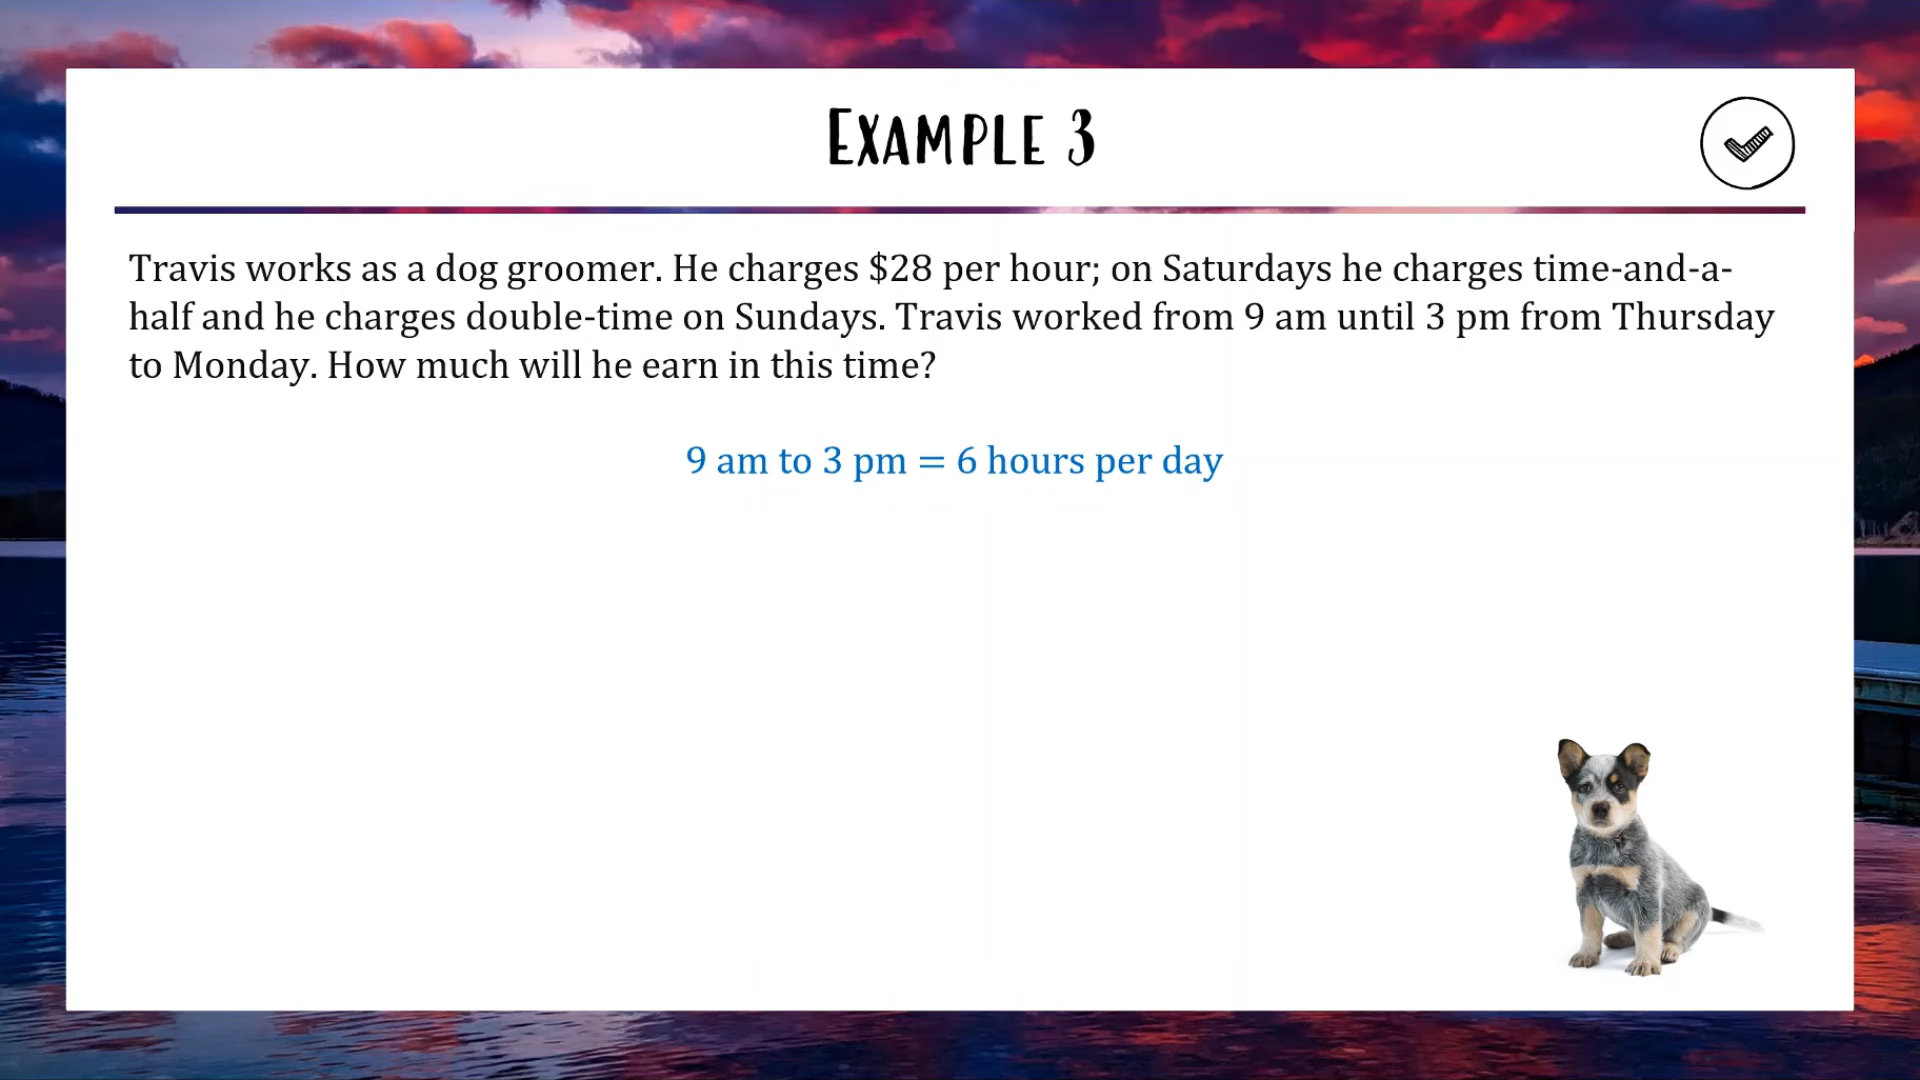 EXAMPLE 3
Travis works as a dog groomer. He charges $28 per hour; on Saturdays he charges time-and-a-
half and he charges double-time on Sundays. Travis worked from 9 am until 3 pm from Thursday
to Monday. How much will he earn in this time?
9 am to 3 pm = 6 hours per day